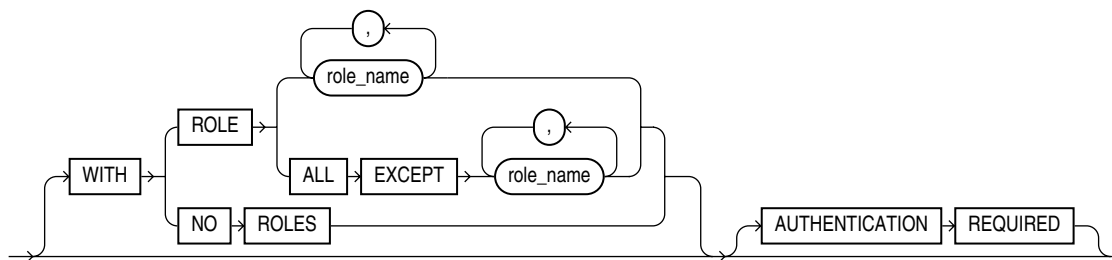 ,
role_name
ROLE
,
ALL EXCEPT role_name
WITH
NO ROLES
AUTHENTICATION REQUIRED